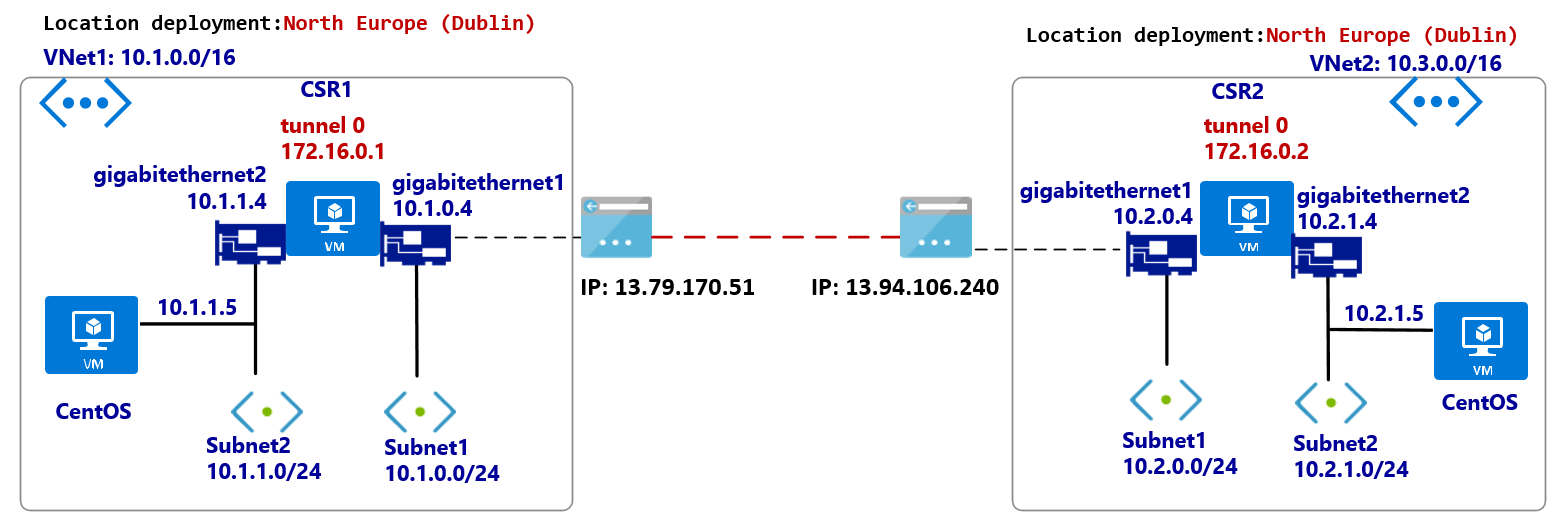 Location deployment:North Europe (Dublin)
VNet1: 10.1.0.0/16
CSR1
tunnel 0
172.16.0.1
gigabitethernet2
10.1.1.4
gigabitethernet1
10.1.0.4
VM
10.1.1.5
VM
CentOS
Subnet2
10.1.1.0/24
Subnet1
10.1.0.0/24
IP: 13.79.170.51
IP: 13.94.106.240
Location deployment:North Europe (Dublin)
VNet2: 10.3.0.0/16
CSR2
tunnel 0
172.16.0.2
gigabitethernet1
10.2.0.4
gigabitethernet2
10.2.1.4
VM
10.2.1.5
VM
CentOS
Subnet1
10.2.0.0/24
Subnet2
10.2.1.0/24